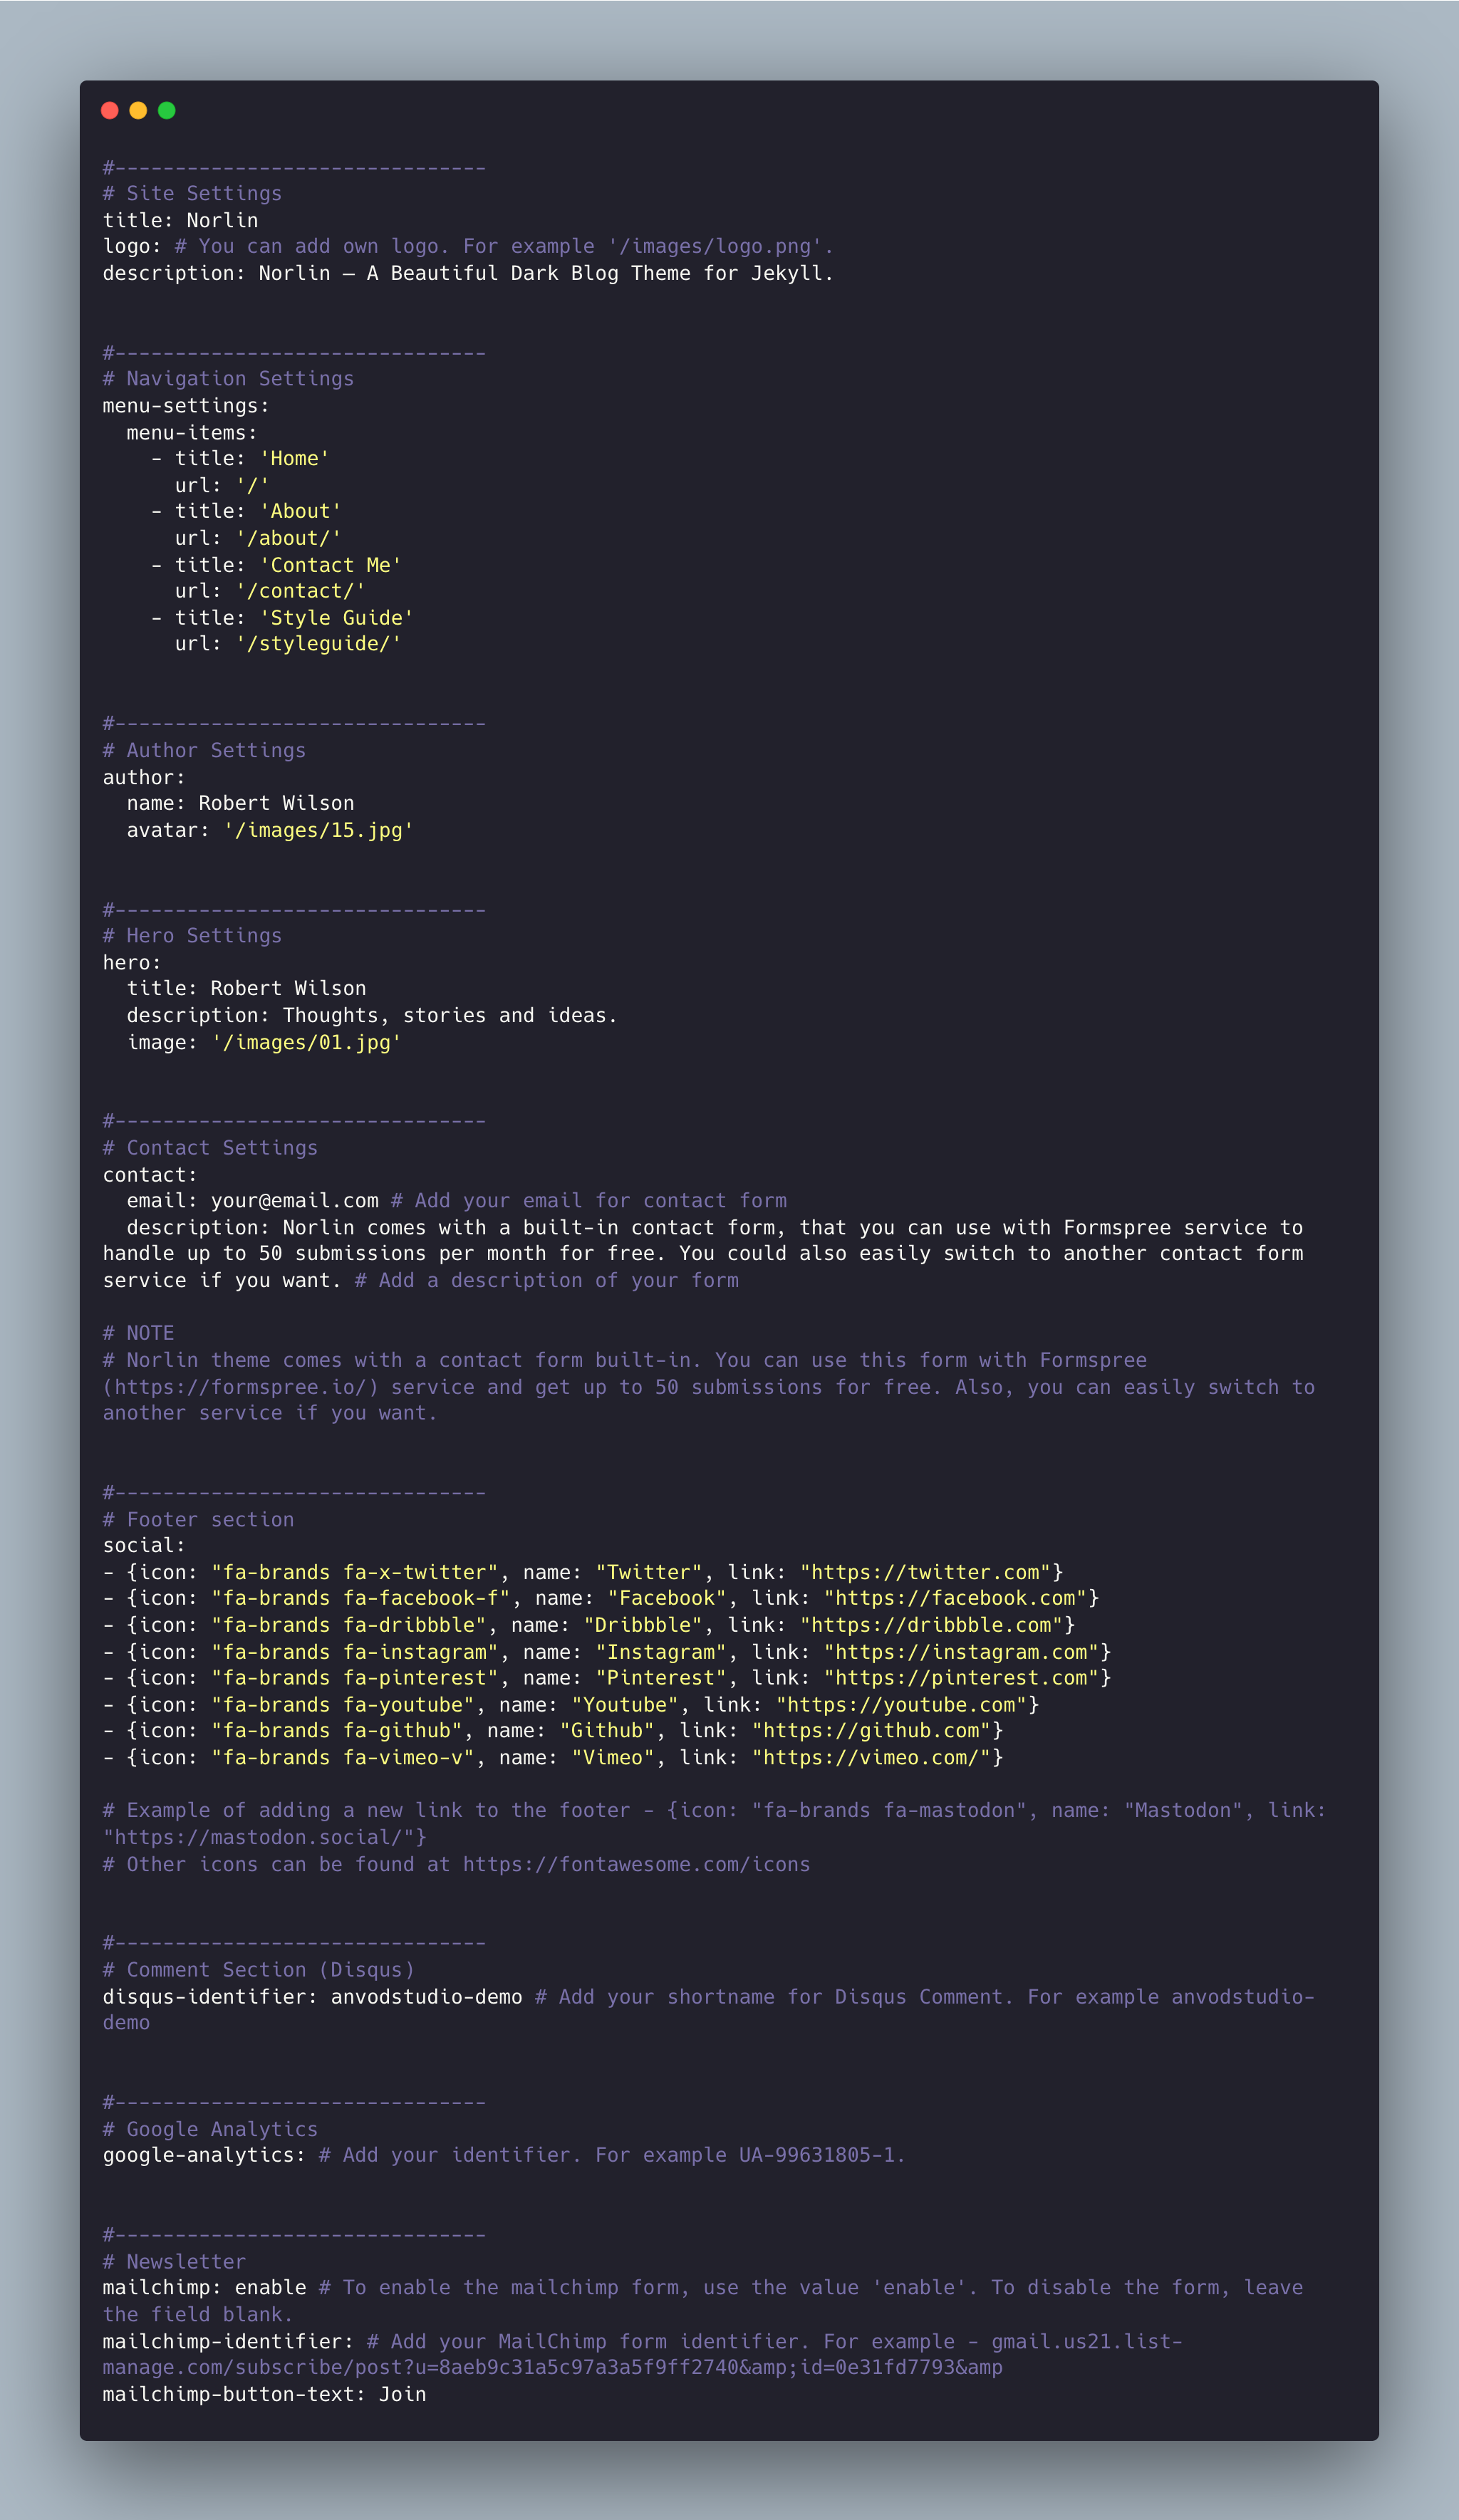 #-------------------------------
# Site Settings
title: Norlin
logo: # You can add own logo. For example '/images/logo.png'.
description: Norlin — A Beautiful Dark Blog Theme for Jekyll.

#-------------------------------
# Navigation Settings
menu-settings:
  menu-items:
    - title: 'Home'
      url: '/'
    - title: 'About'
      url: '/about/'
    - title: 'Contact Me'
      url: '/contact/'
    - title: 'Style Guide'
      url: '/styleguide/'

#-------------------------------
# Author Settings
author:
  name: Robert Wilson
  avatar: '/images/15.jpg'

#-------------------------------
# Hero Settings
hero:
  title: Robert Wilson
  description: Thoughts, stories and ideas.
  image: '/images/01.jpg'

#-------------------------------
# Contact Settings
contact:
  email: your@email.com # Add your email for contact form
  description: Norlin comes with a built-in contact form, that you can use with Formspree service to
handle up to 50 submissions per month for free. You could also easily switch to another contact form
service if you want. # Add a description of your form

# NOTE
# Norlin theme comes with a contact form built-in. You can use this form with Formspree
(https://formspree.io/) service and get up to 50 submissions for free. Also, you can easily switch to
another service if you want.

#-------------------------------
# Footer section
social:
- {icon: "fa-brands fa-x-twitter", name: "Twitter", link: "https://twitter.com"}
- {icon: "fa-brands fa-facebook-f", name: "Facebook", link: "https://facebook.com"}
- {icon: "fa-brands fa-dribbble", name: "Dribbble", link: "https://dribbble.com"}
- {icon: "fa-brands fa-instagram", name: "Instagram", link: "https://instagram.com"}
- {icon: "fa-brands fa-pinterest", name: "Pinterest", link: "https://pinterest.com"}
- {icon: "fa-brands fa-youtube", name: "Youtube", link: "https://youtube.com"}
- {icon: "fa-brands fa-github", name: "Github", link: "https://github.com"}
- {icon: "fa-brands fa-vimeo-v", name: "Vimeo", link: "https://vimeo.com/"}

# Example of adding a new link to the footer - {icon: "fa-brands fa-mastodon", name: "Mastodon", link:
"https://mastodon.social/"}
# Other icons can be found at https://fontawesome.com/icons

#-------------------------------
# Comment Section (Disqus)
disqus-identifier: anvodstudio-demo # Add your shortname for Disqus Comment. For example anvodstudio-
demo

#-------------------------------
# Google Analytics
google-analytics: # Add your identifier. For example UA-99631805-1.

#-------------------------------
# Newsletter
mailchimp: enable # To enable the mailchimp form, use the value 'enable'. To disable the form, leave
the field blank.
mailchimp-identifier: # Add your MailChimp form identifier. For example - gmail.us21.list-
manage.com/subscribe/post?u=8aeb9c31a5c97a3a5f9ff2740&amp;id=0e31fd7793&amp
mailchimp-button-text: Join